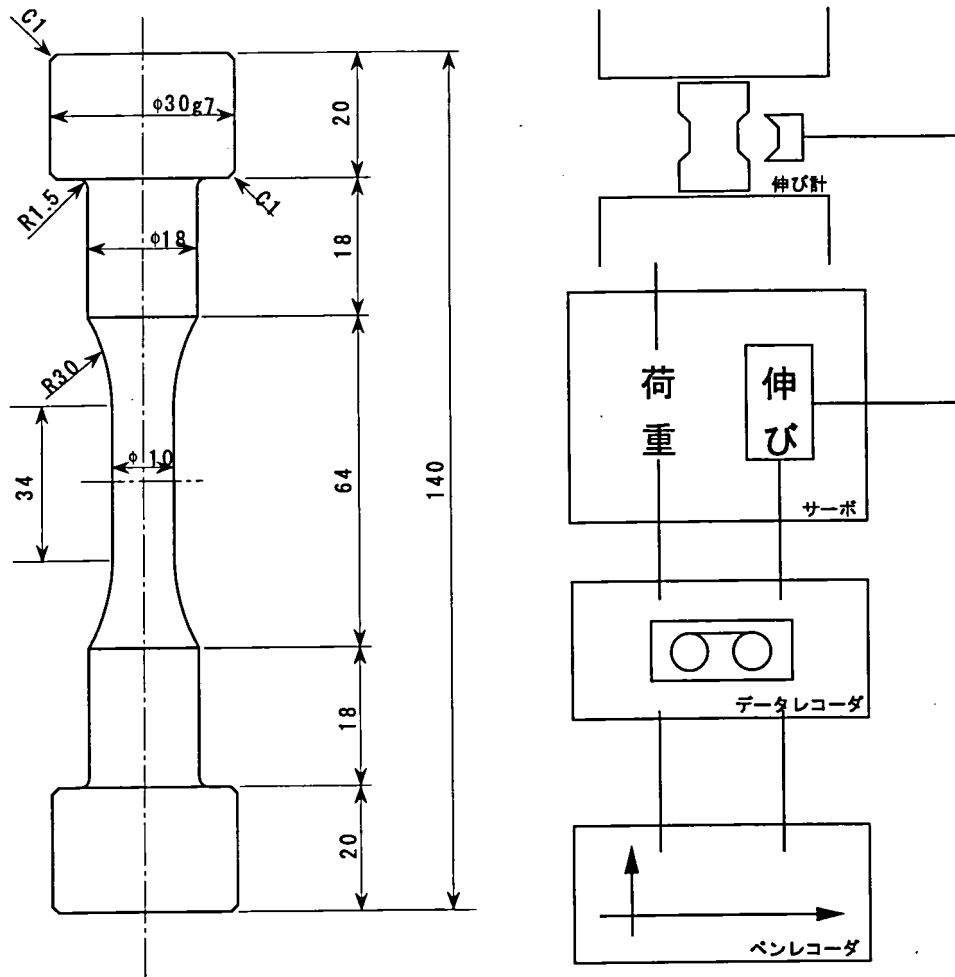 C1
φ30g7
20
R1.5
C1
φ18
18
R30
34
φ10
64
140
18
20
伸び計
荷重
伸び
サーボ
データレコーダ
ペンレコーダ